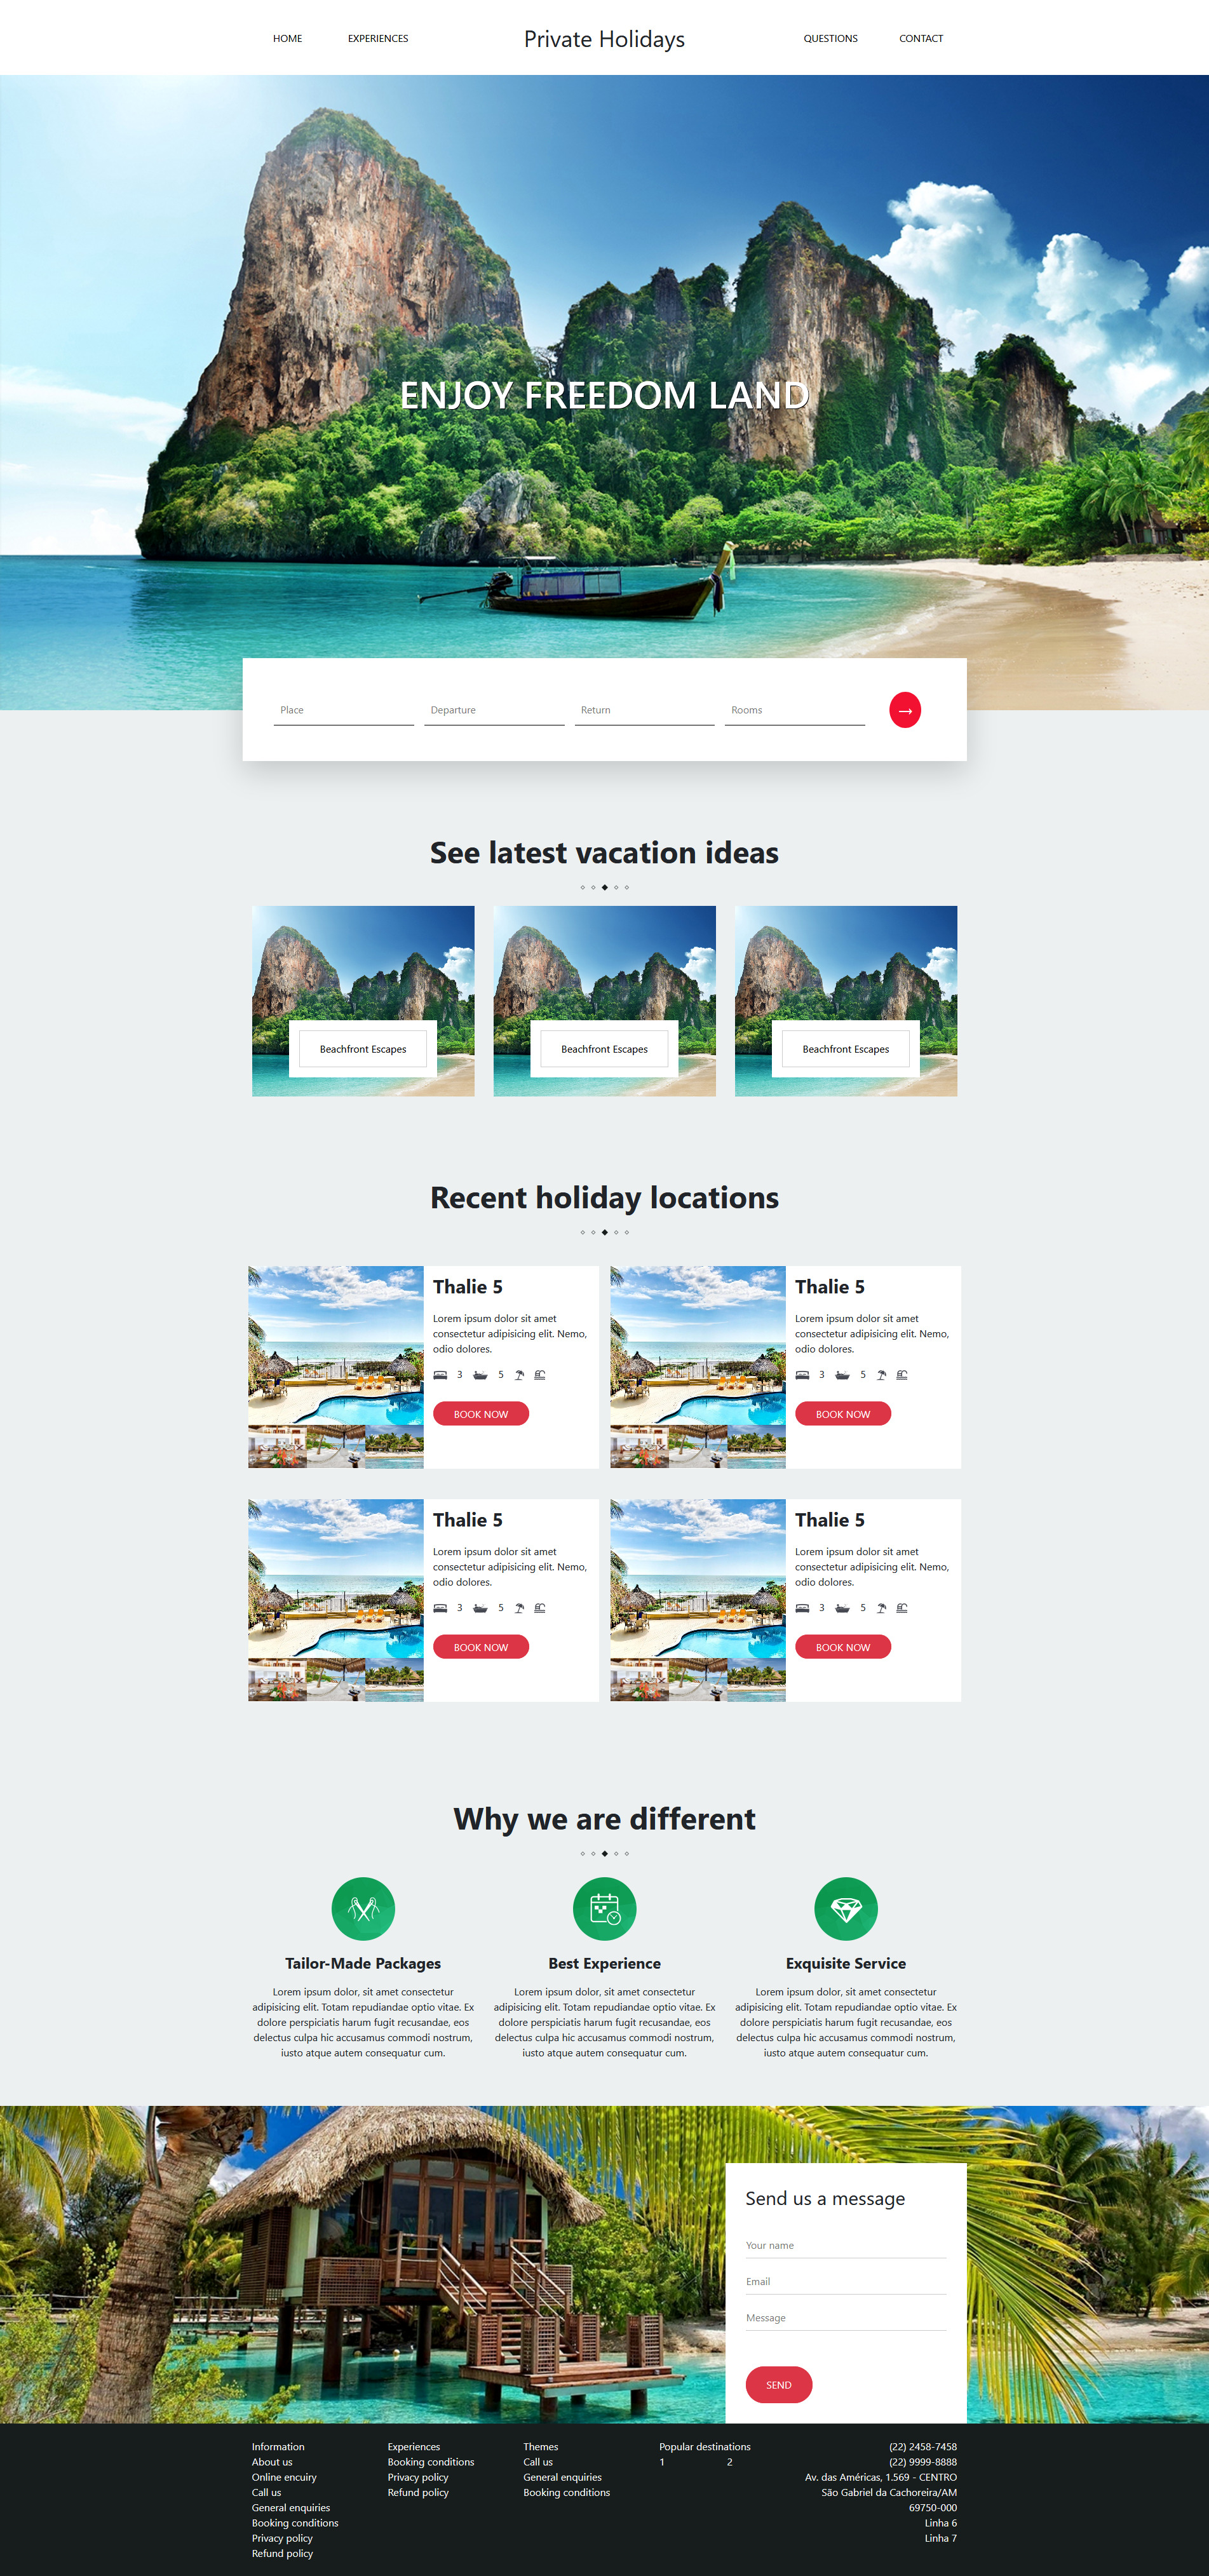 HOME
EXPERIENCES
Private Holidays
QUESTIONS
CONTACT
ENJOY FREEDOM LAND
Place
Departure
Return
Rooms
See latest vacation ideas
Beachfront Escapes
Beachfront Escapes
Beachfront Escapes
Recent holiday locations
Thalie 5
Lorem ipsum dolor sit amet
consectetur adipisicing elit. Nemo,
odio dolores.
3 5
BOOK NOW
Thalie 5
Lorem ipsum dolor sit amet
consectetur adipisicing elit. Nemo,
odio dolores.
3 5
BOOK NOW
Thalie 5
Lorem ipsum dolor sit amet
consectetur adipisicing elit. Nemo,
odio dolores.
3 5
BOOK NOW
Thalie 5
Lorem ipsum dolor sit amet
consectetur adipisicing elit. Nemo,
odio dolores.
3 5
BOOK NOW
Why we are different
Tailor-Made Packages
Lorem ipsum dolor, sit amet consectetur
adipisicing elit. Totam repudiandae optio vitae. Ex
dolore perspiciatis harum fugit recusandae, eos
delectus culpa hic accusamus commodi nostrum,
iusto atque autem consequatur cum.
Best Experience
Lorem ipsum dolor, sit amet consectetur
adipisicing elit. Totam repudiandae optio vitae. Ex
dolore perspiciatis harum fugit recusandae, eos
delectus culpa hic accusamus commodi nostrum,
iusto atque autem consequatur cum.
Exquisite Service
Lorem ipsum dolor, sit amet consectetur
adipisicing elit. Totam repudiandae optio vitae. Ex
dolore perspiciatis harum fugit recusandae, eos
delectus culpa hic accusamus commodi nostrum,
iusto atque autem consequatur cum.
Send us a message
Your name
Email
Message
SEND
Information
About us
Online encuiry
Call us
General enquiries
Booking conditions
Privacy policy
Refund policy
Experiences
Booking conditions
Privacy policy
Refund policy
Themes
Call us
General enquiries
Booking conditions
Popular destinations
1 2
(22) 2458-7458
(22) 9999-8888
Av. das Américas, 1.569 - CENTRO
São Gabriel da Cachoreira/AM
69750-000
Linha 6
Linha 7